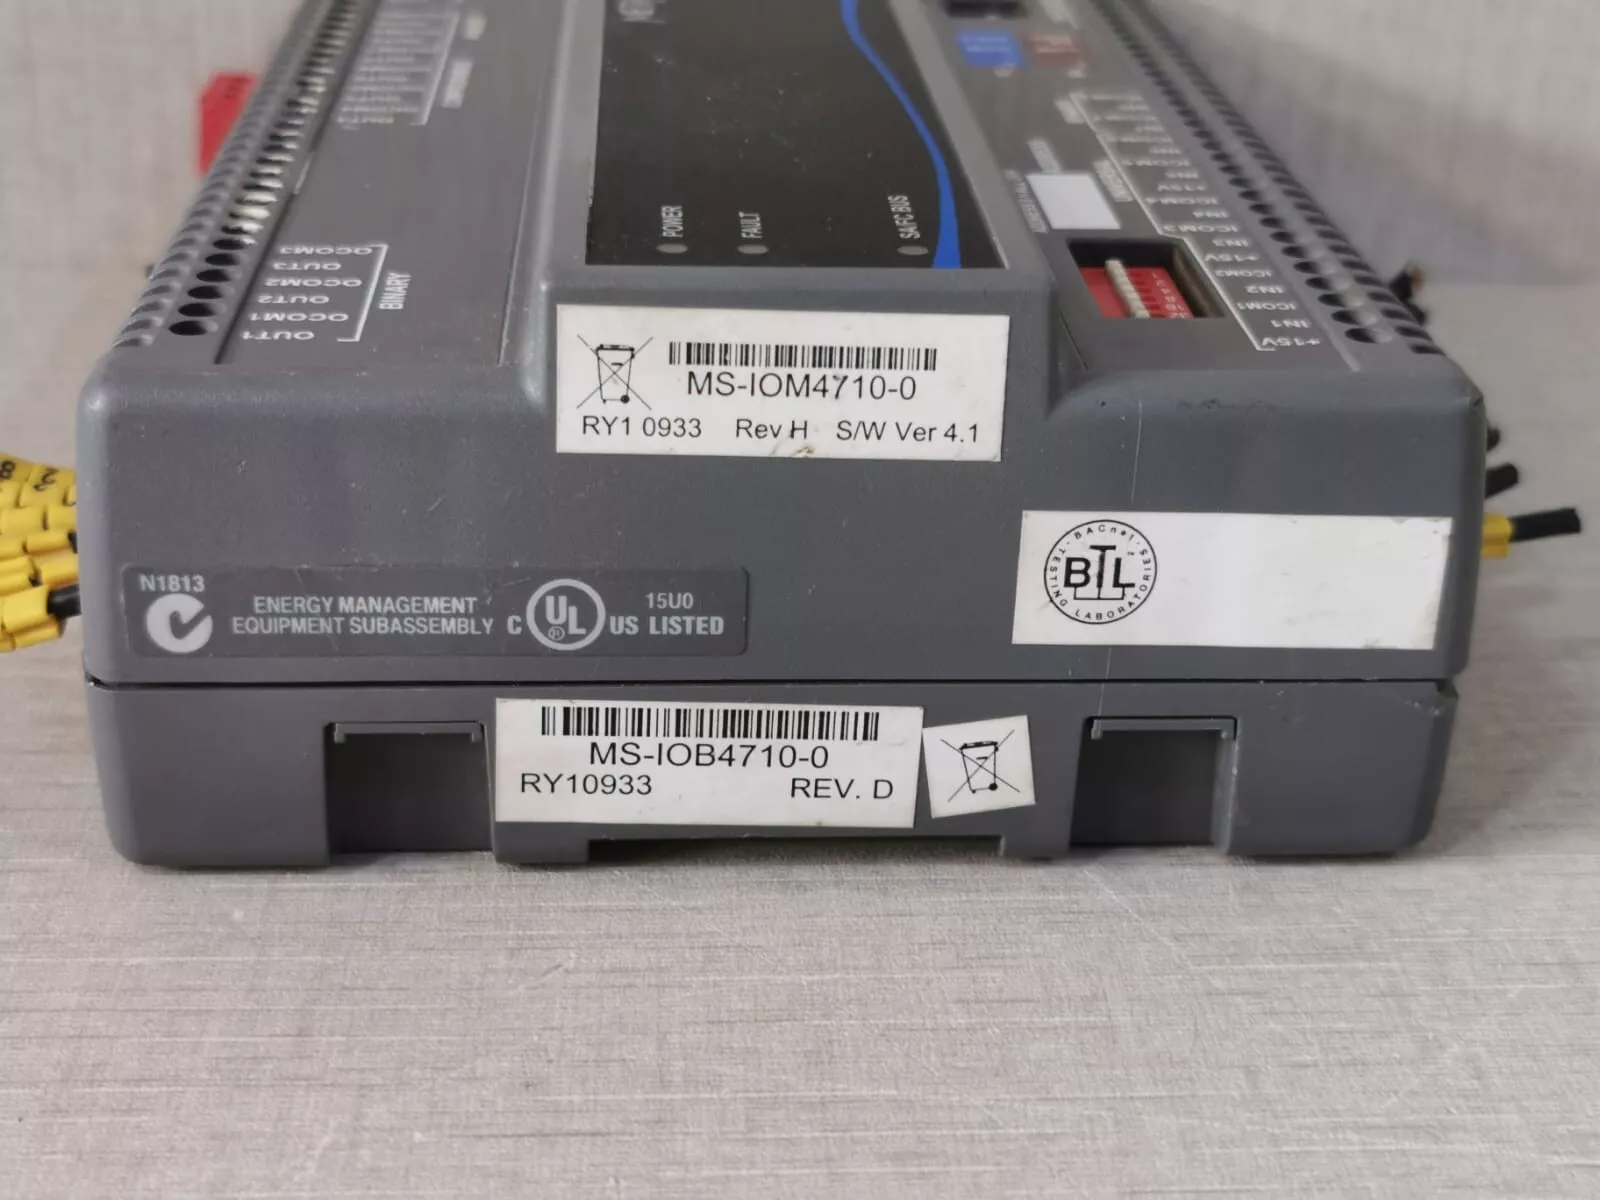 POWER
FAULT
SA/FC BUS
BINARY
OCOM3
OUT3
OCOM2
OUT2
OCOM1
OUT1
UNIVERSAL
IN5
+15V
ICOM4
IN4
ICOM3
IN3
+15V
ICOM2
IN2
ICOM1
IN1
+15V
MS-IOM4710-0
RY1 0933 Rev H S/W Ver 4.1
BACnet · TESTING LABORATORIES ·
BTL
N1813
ENERGY MANAGEMENT
EQUIPMENT SUBASSEMBLY
C UL ® US
15U0
LISTED
MS-IOB4710-0
RY10933 REV. D